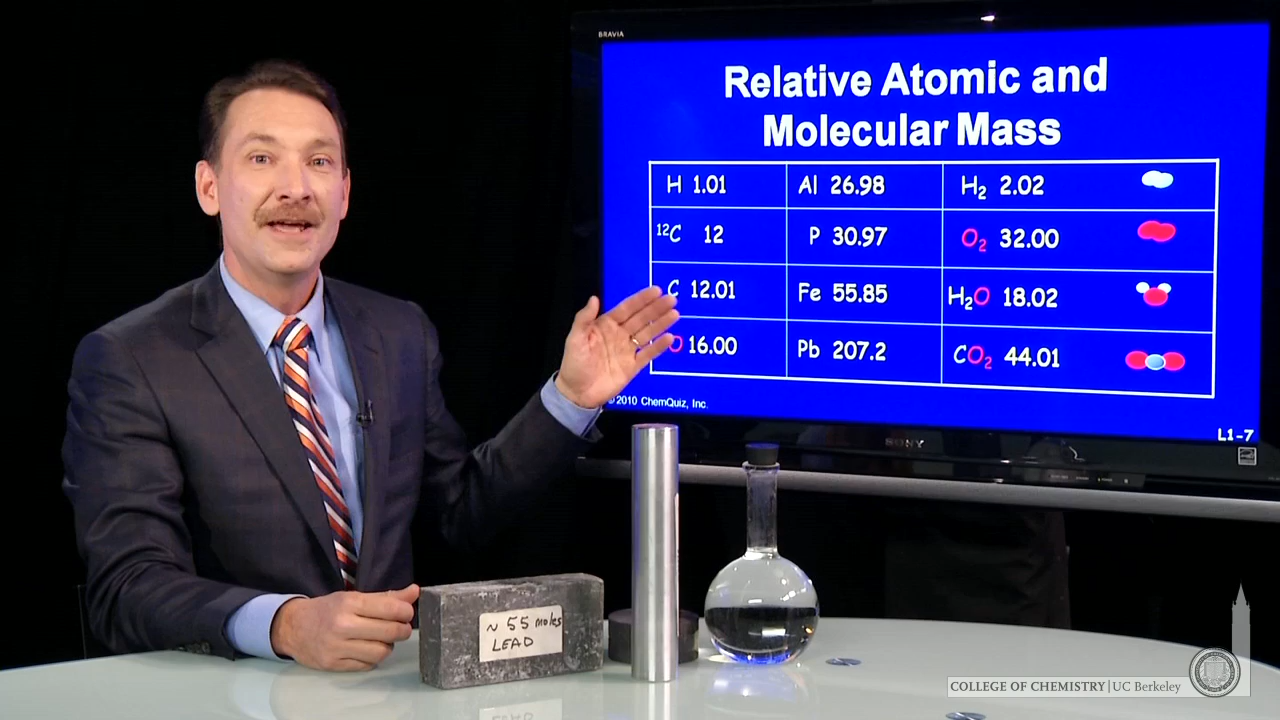 BRAVIA
Relative Atomic and
Molecular Mass
H 1.01 Al 26.98 H₂ 2.02
¹²C 12 P 30.97 O₂ 32.00
C 12.01 Fe 55.85 H₂O 18.02
O 16.00 Pb 207.2 CO₂ 44.01
©2010 ChemQuiz, Inc.
L1-7
SONY
~ 55 moles
LEAD
COLLEGE OF CHEMISTRY | UC Berkeley